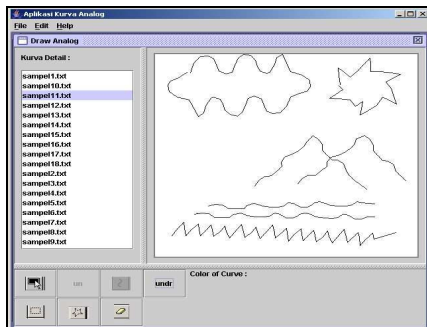 Aplikasi Kurva Analog
File Edit Help
Draw Analog
Kurva Detail :
sampel1.txt
sampel10.txt
sampel11.txt
sampel12.txt
sampel13.txt
sampel14.txt
sampel15.txt
sampel16.txt
sampel17.txt
sampel18.txt
sampel2.txt
sampel3.txt
sampel4.txt
sampel5.txt
sampel6.txt
sampel7.txt
sampel8.txt
sampel9.txt
un
undr
Color of Curve :